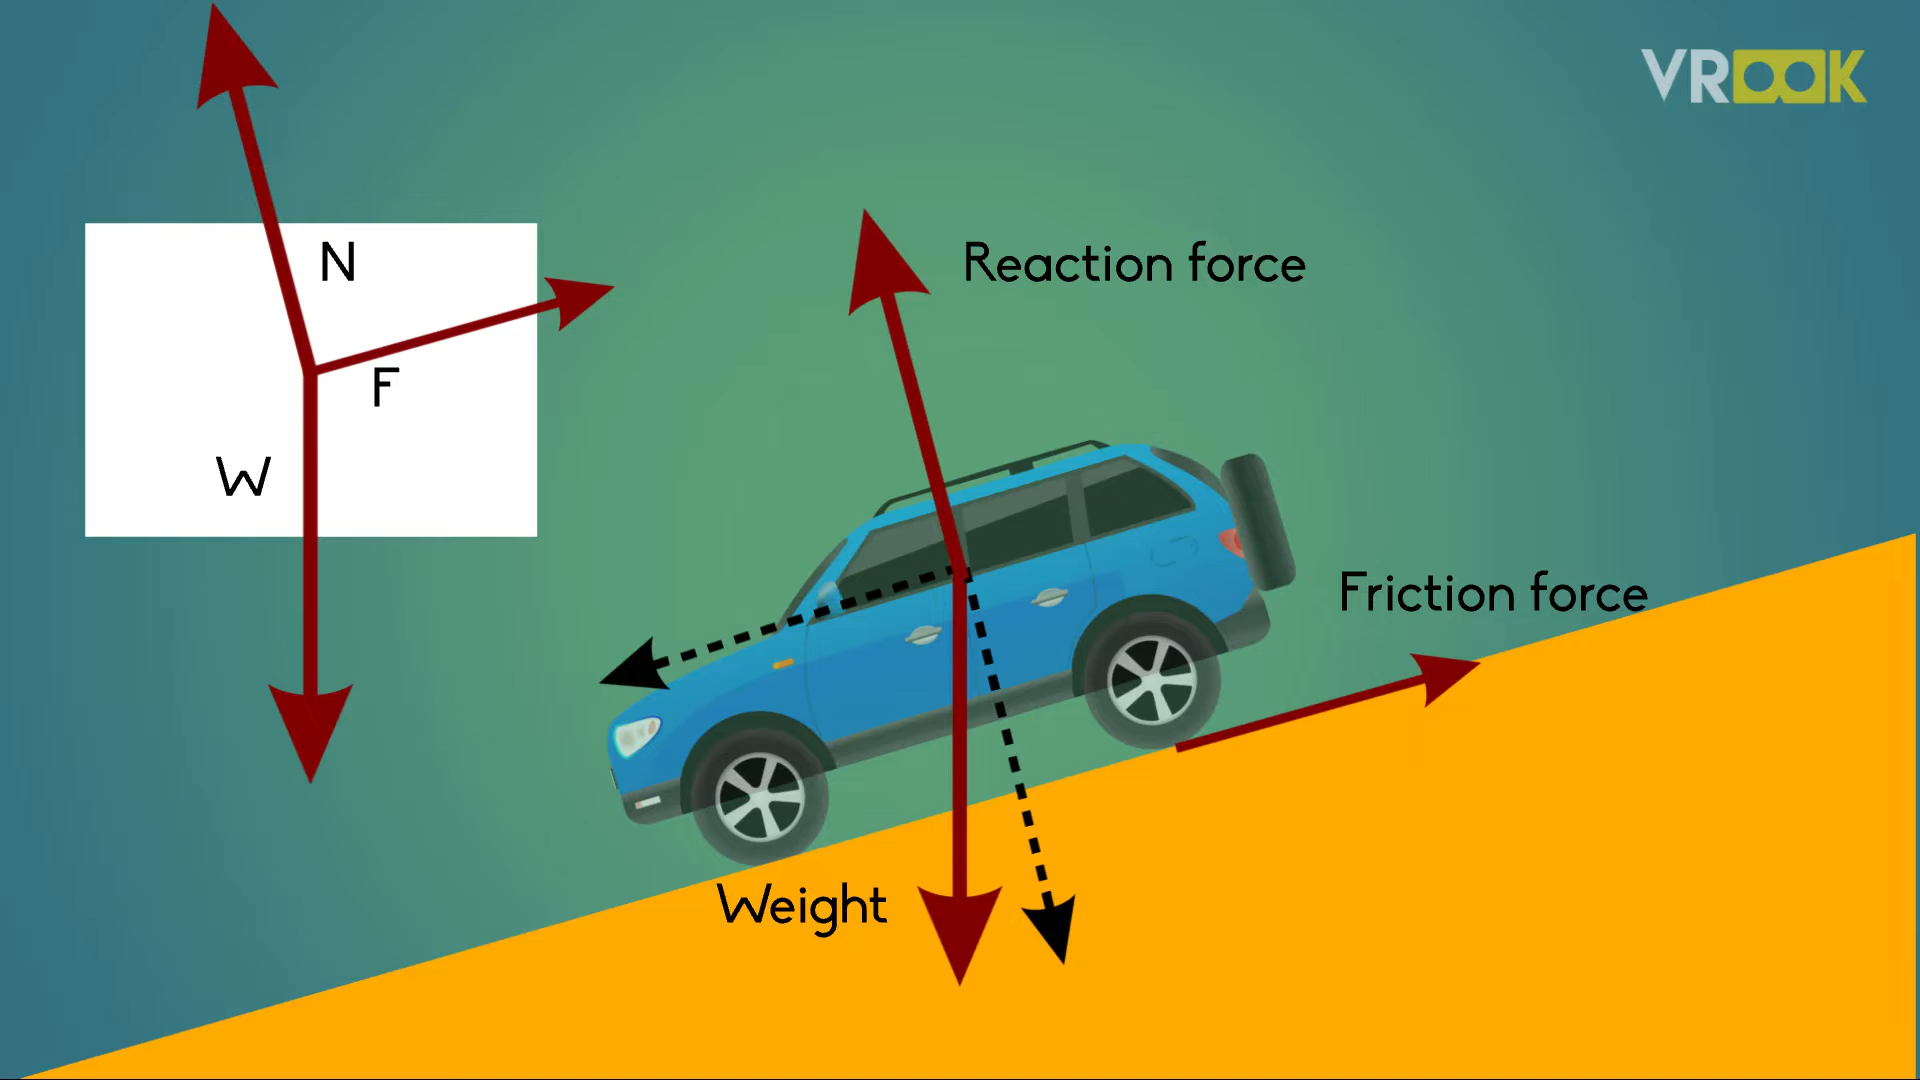 VROOK
N
Reaction force
F
W
Friction force
Weight